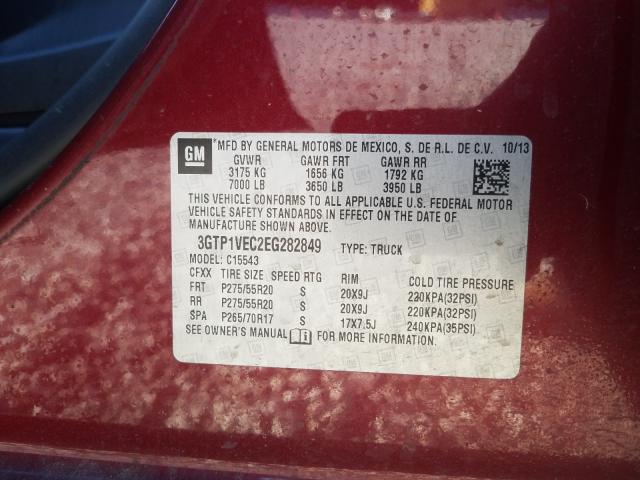 GM *MFD BY GENERAL MOTORS DE MEXICO, S. DE R.L. DE C.V. 10/13
GVWR GAWR FRT GAWR RR
3175 KG 1656 KG 1792 KG
7000 LB 3650 LB 3950 LB
THIS VEHICLE CONFORMS TO ALL APPLICABLE U.S. FEDERAL MOTOR
VEHICLE SAFETY STANDARDS IN EFFECT ON THE DATE OF
MANUFACTURE SHOWN ABOVE.
3GTP1VEC2EG282849 TYPE: TRUCK
MODEL: C15543
CFXX TIRE SIZE SPEED RTG RIM COLD TIRE PRESSURE
FRT P275/55R20 S 20X9J 220KPA(32PSI)
RR P275/55R20 S 20X9J 220KPA(32PSI)
SPA P265/70R17 S 17X7.5J 240KPA(35PSI)
SEE OWNER'S MANUAL FOR MORE INFORMATION.